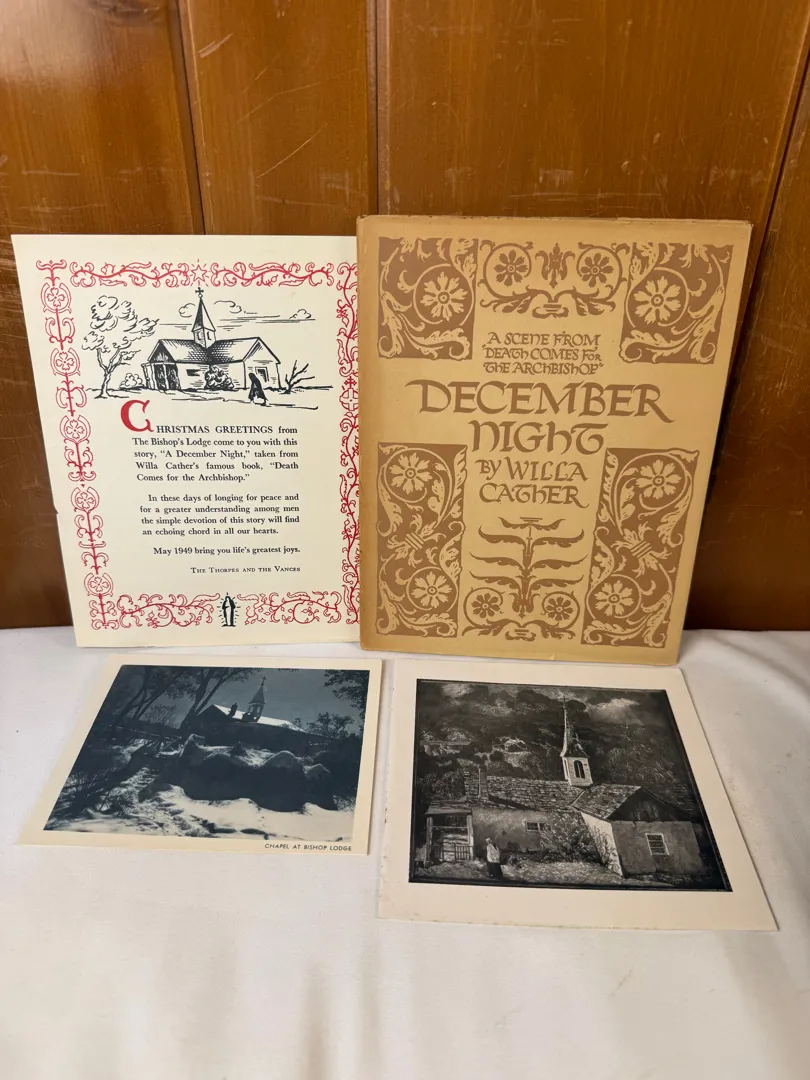 CHRISTMAS GREETINGS from
The Bishop's Lodge come to you with this
story, "A December Night," taken from
Willa Cather's famous book, "Death
Comes for the Archbishop."
In these days of longing for peace and
for a greater understanding among men
the simple devotion of this story will find
an echoing chord in all our hearts.
May 1949 bring you life's greatest joys.
THE THORPES AND THE VANCES
A SCENE FROM
"DEATH COMES FOR
THE ARCHBISHOP"
DECEMBER
NIGHT
BY WILLA
CATHER
CHAPEL AT BISHOP LODGE